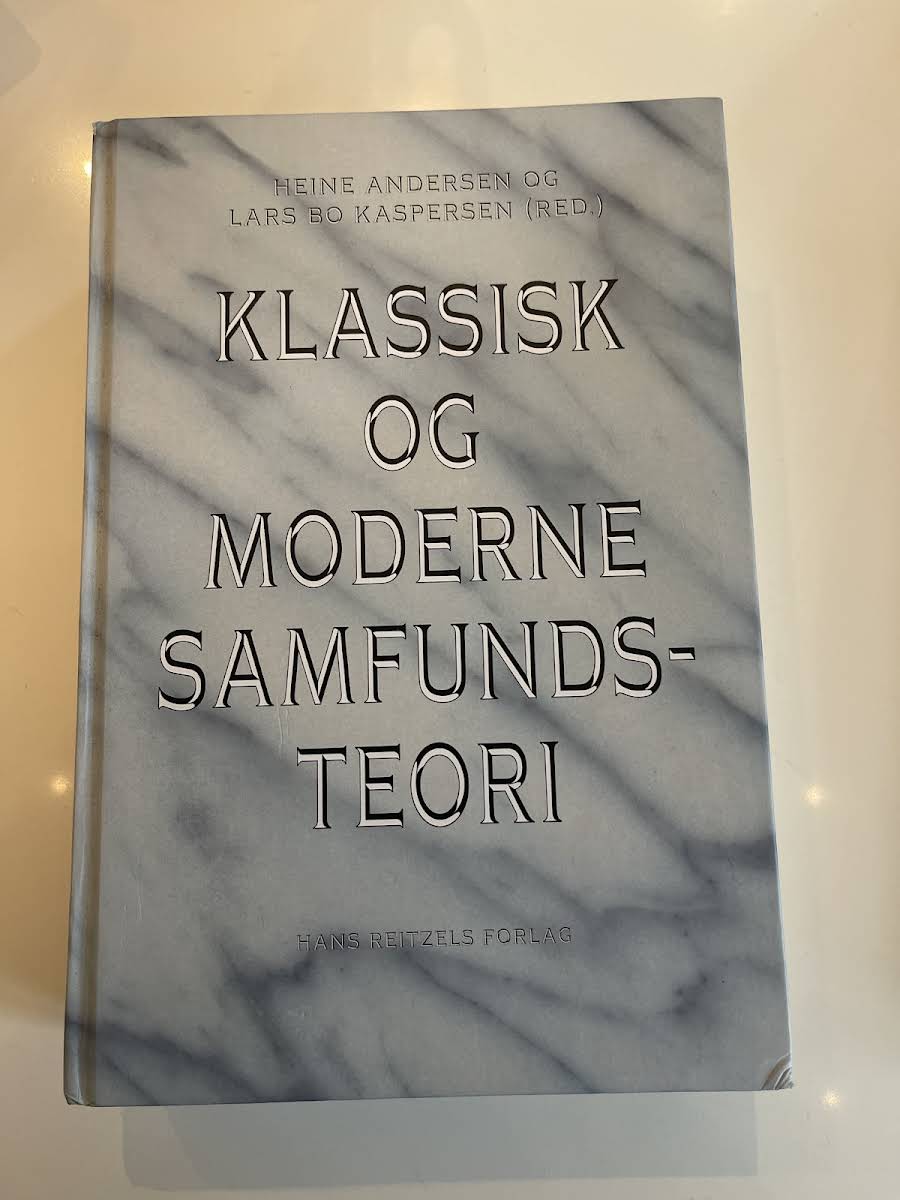 HEINE ANDERSEN OG
LARS BO KASPERSEN (RED.)
KLASSISK
OG
MODERNE
SAMFUNDS-
TEORI
HANS REITZELS FORLAG